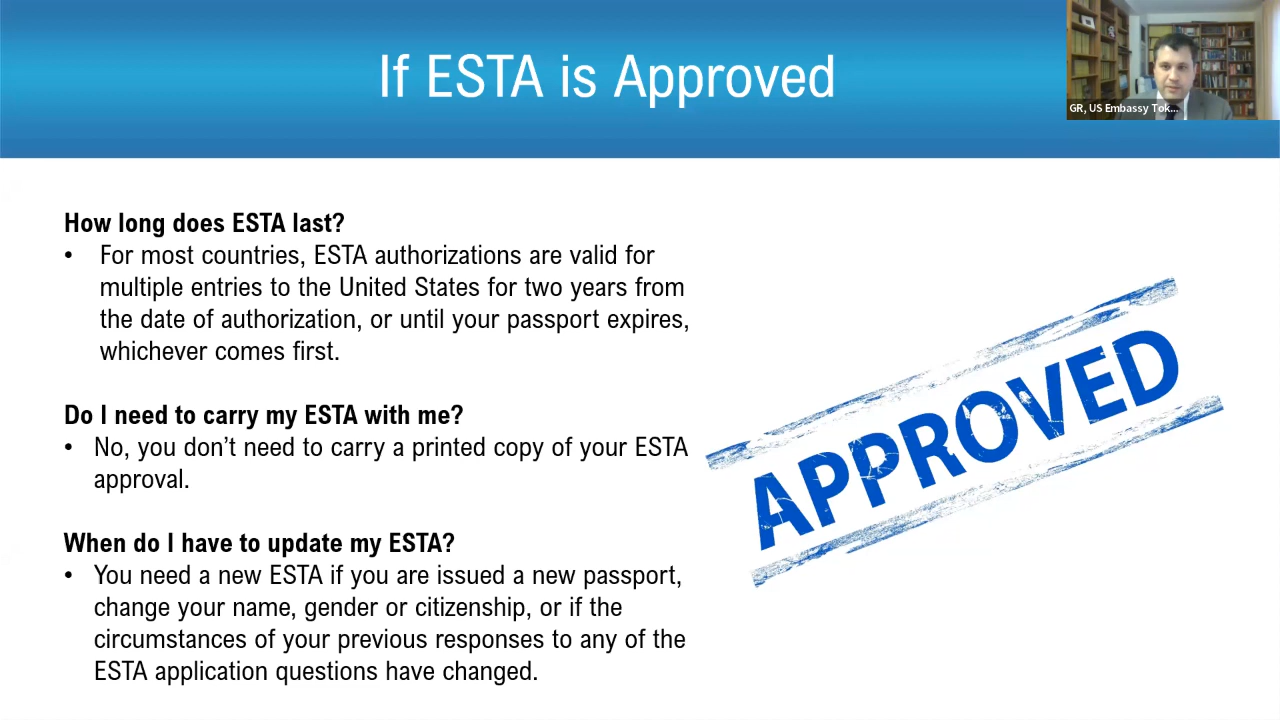 If ESTA is Approved
GR, US Embassy Tok...
How long does ESTA last?
• For most countries, ESTA authorizations are valid for
multiple entries to the United States for two years from
the date of authorization, or until your passport expires,
whichever comes first.
Do I need to carry my ESTA with me?
• No, you don’t need to carry a printed copy of your ESTA
approval.
When do I have to update my ESTA?
• You need a new ESTA if you are issued a new passport,
change your name, gender or citizenship, or if the
circumstances of your previous responses to any of the
ESTA application questions have changed.
APPROVED